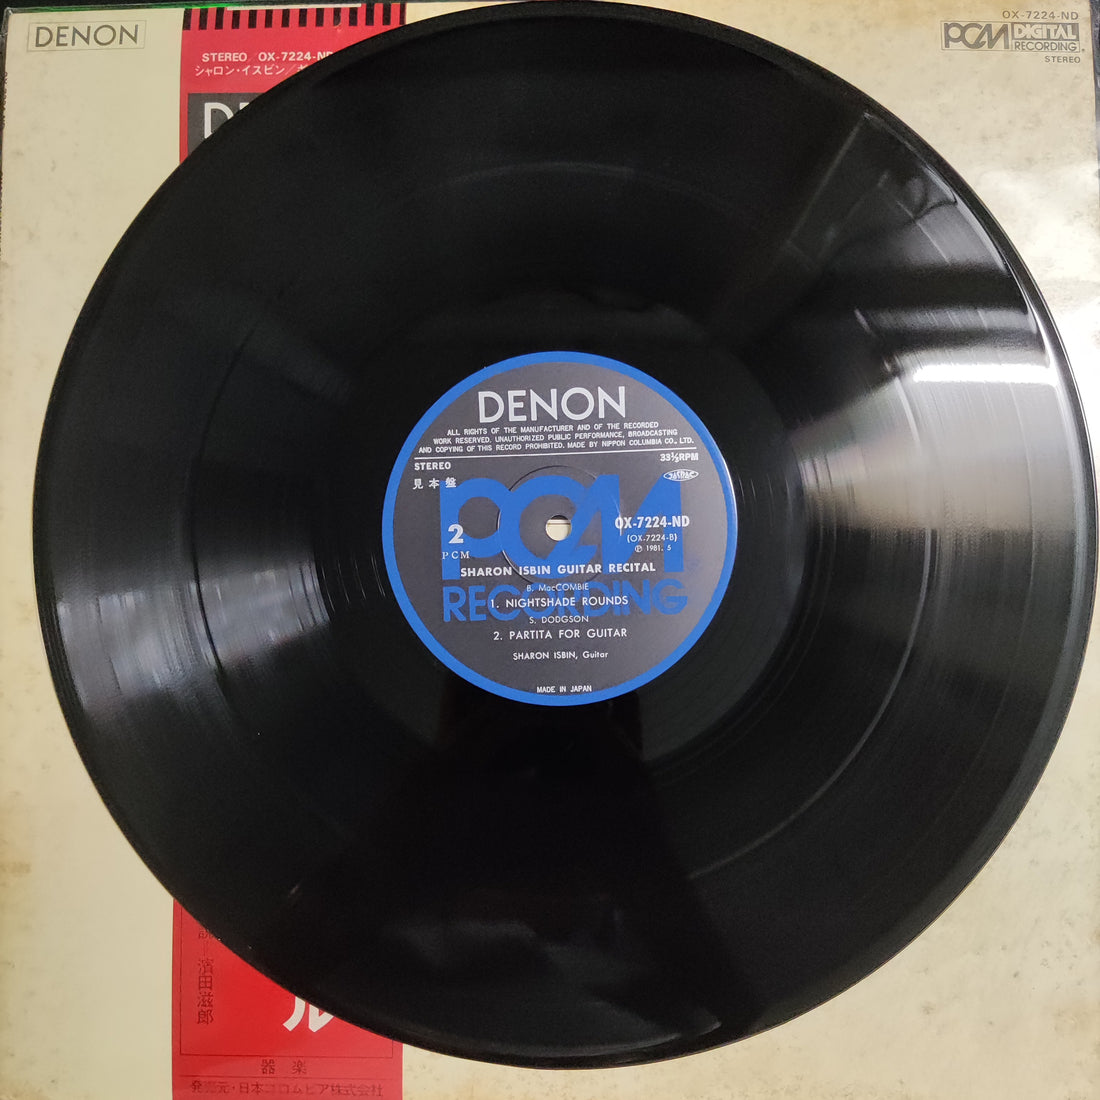 DENON
OX-7224-ND
PCM DIGITAL RECORDING
STEREO
STEREO OX-7224-ND
シャロン・イスビン/
DENON
ALL RIGHTS OF THE MANUFACTURER AND OF THE RECORDED
WORK RESERVED. UNAUTHORIZED PUBLIC PERFORMANCE, BROADCASTING
AND COPYING OF THIS RECORD PROHIBITED. MADE BY NIPPON COLUMBIA CO., LTD.
STEREO
33⅓RPM
見本盤
JASRAC
PCM
RECORDING
2
PCM
OX-7224-ND
(OX-7224-B)
Ⓟ 1981. 5
SHARON ISBIN GUITAR RECITAL
B. MacCOMBIE
1. NIGHTSHADE ROUNDS
S. DODGSON
2. PARTITA FOR GUITAR
SHARON ISBIN, Guitar
MADE IN JAPAN
濱田滋郎
ル
器楽
発売元・日本コロムビア株式会社